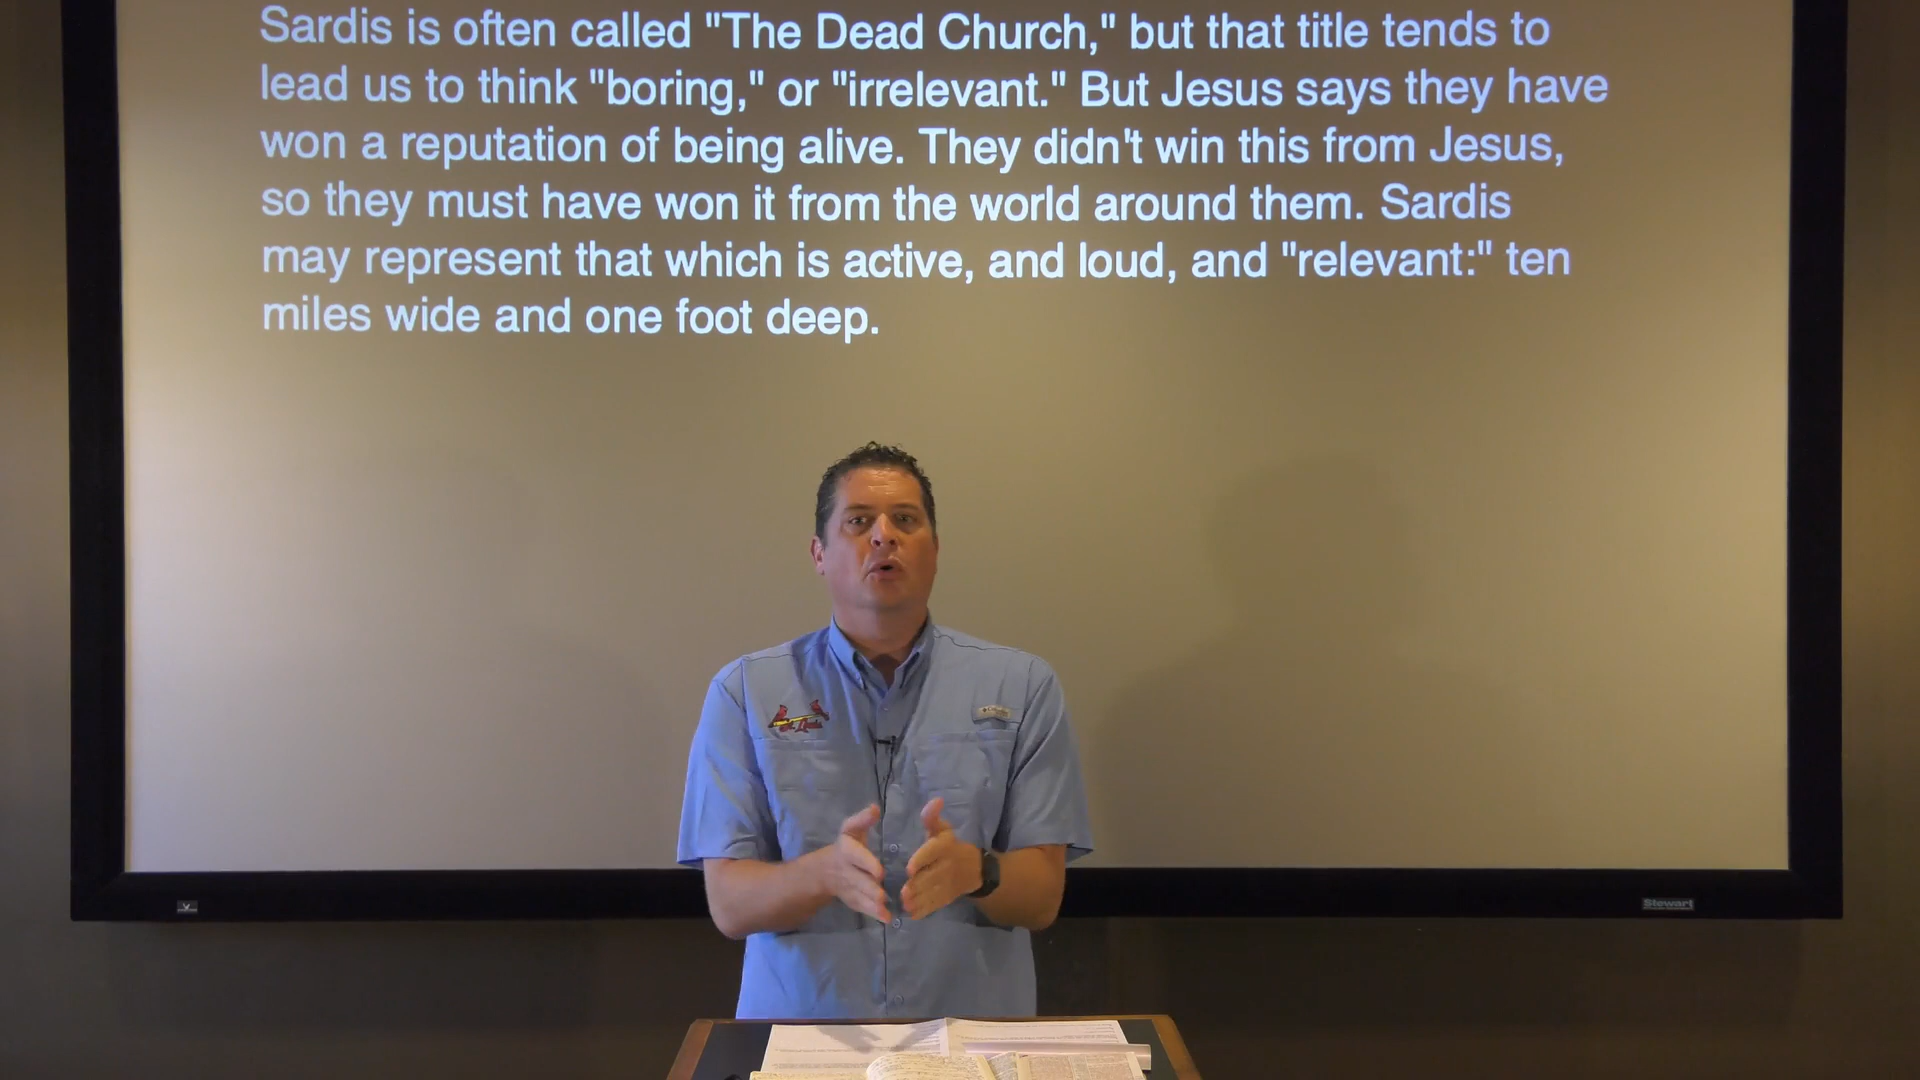 Sardis is often called "The Dead Church," but that title tends to
lead us to think "boring," or "irrelevant." But Jesus says they have
won a reputation of being alive. They didn't win this from Jesus,
so they must have won it from the world around them. Sardis
may represent that which is active, and loud, and "relevant:" ten
miles wide and one foot deep.
Stewart